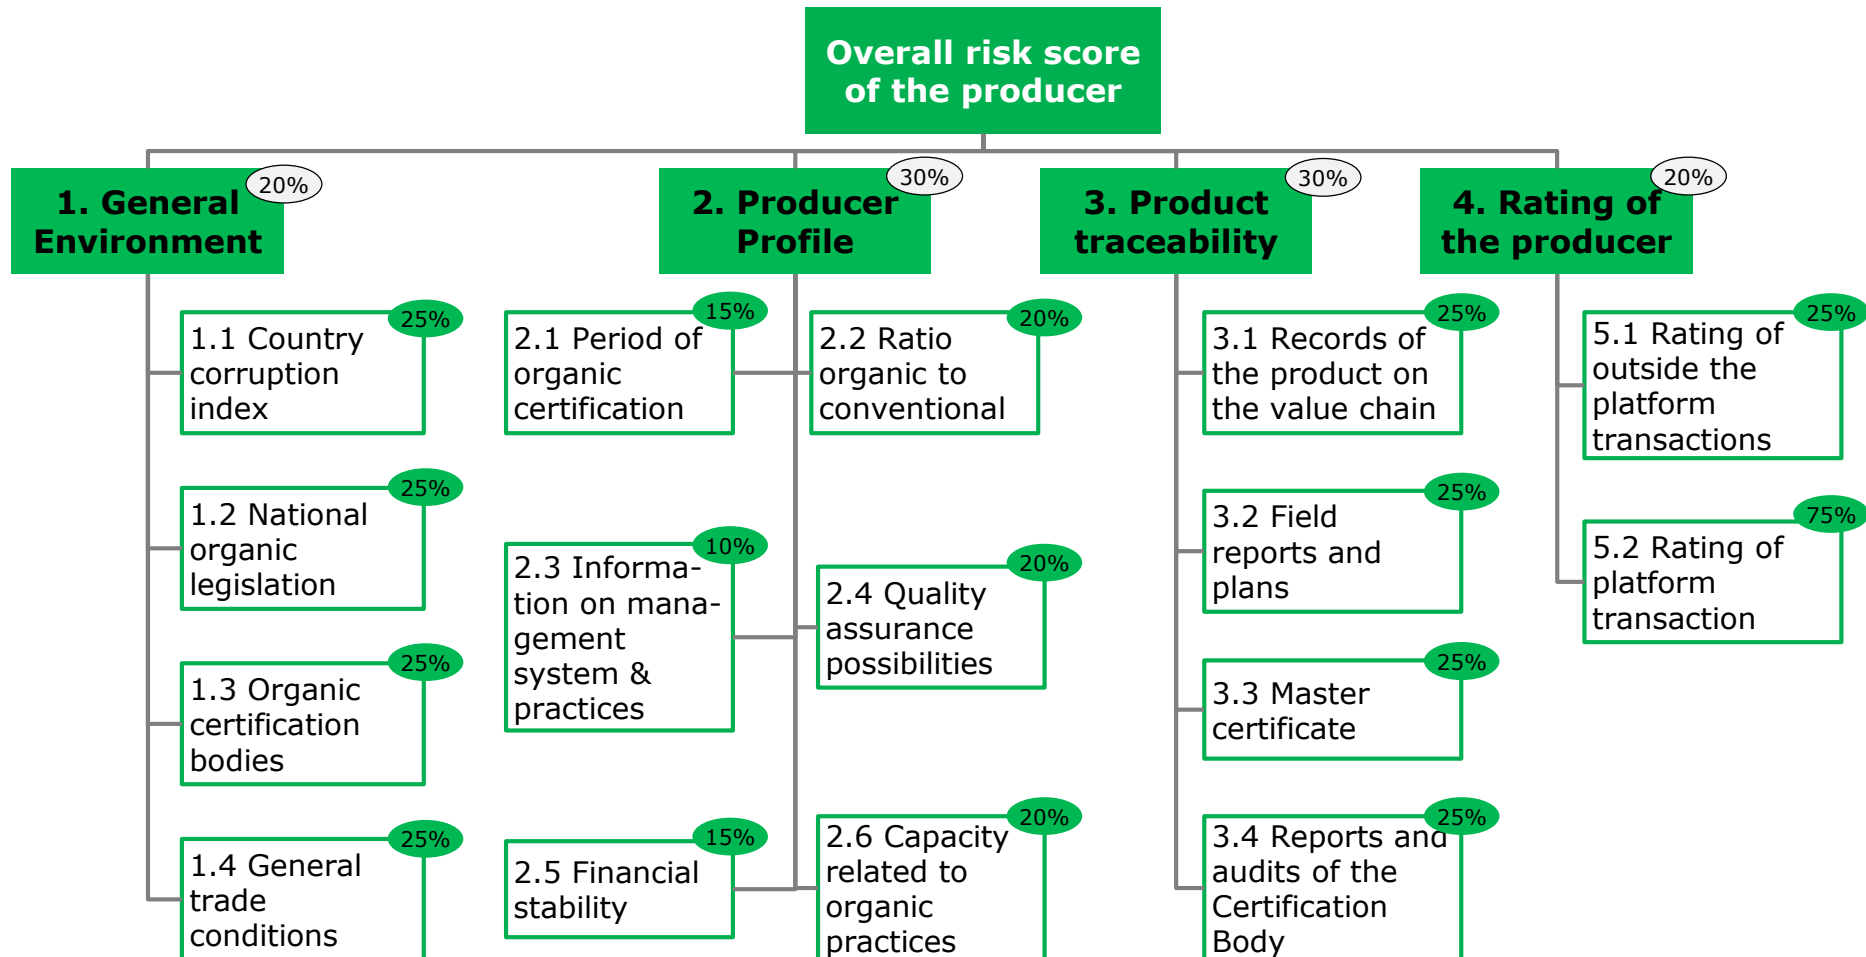 Overall risk score
of the producer
20%
1. General
Environment
30%
2. Producer
Profile
30%
3. Product
traceability
20%
4. Rating of
the producer
25%
1.1 Country
corruption
index
25%
1.2 National
organic
legislation
25%
1.3 Organic
certification
bodies
25%
1.4 General
trade
conditions
15%
2.1 Period of
organic
certification
20%
2.2 Ratio
organic to
conventional
10%
2.3 Informa-
tion on mana-
gement
system &
practices
20%
2.4 Quality
assurance
possibilities
15%
2.5 Financial
stability
20%
2.6 Capacity
related to
organic
practices
25%
3.1 Records of
the product on
the value chain
25%
3.2 Field
reports and
plans
25%
3.3 Master
certificate
25%
3.4 Reports and
audits of the
Certification
Body
25%
5.1 Rating of
outside the
platform
transactions
75%
5.2 Rating of
platform
transaction